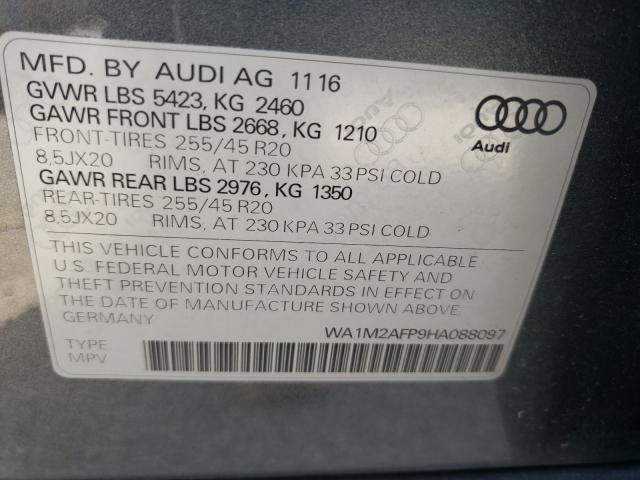 MFD. BY AUDI AG 1116
GVWR LBS 5423, KG 2460
GAWR FRONT LBS 2668, KG 1210
FRONT-TIRES 255/45 R20
8,5JX20 RIMS, AT 230 KPA 33 PSI COLD
GAWR REAR LBS 2976, KG 1350
REAR-TIRES 255/45 R20
8,5JX20 RIMS, AT 230 KPA 33 PSI COLD
Audi
THIS VEHICLE CONFORMS TO ALL APPLICABLE
U.S. FEDERAL MOTOR VEHICLE SAFETY AND
THEFT PREVENTION STANDARDS IN EFFECT ON
THE DATE OF MANUFACTURE SHOWN ABOVE
GERMANY
WA1M2AFP9HA088097
TYPE
MPV